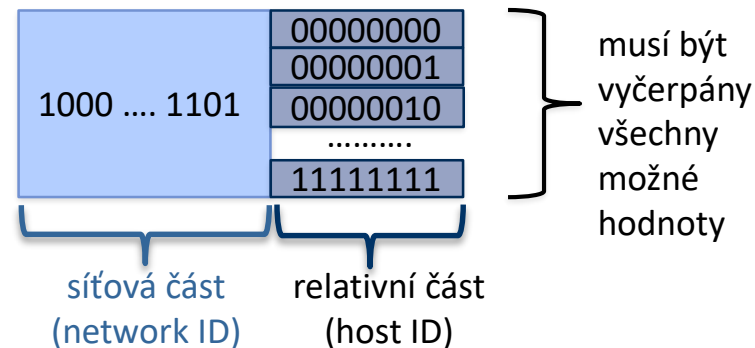 1000 .... 1101
00000000
00000001
00000010
..........
11111111
musí být
vyčerpány
všechny
možné
hodnoty
síťová část
(network ID)
relativní část
(host ID)